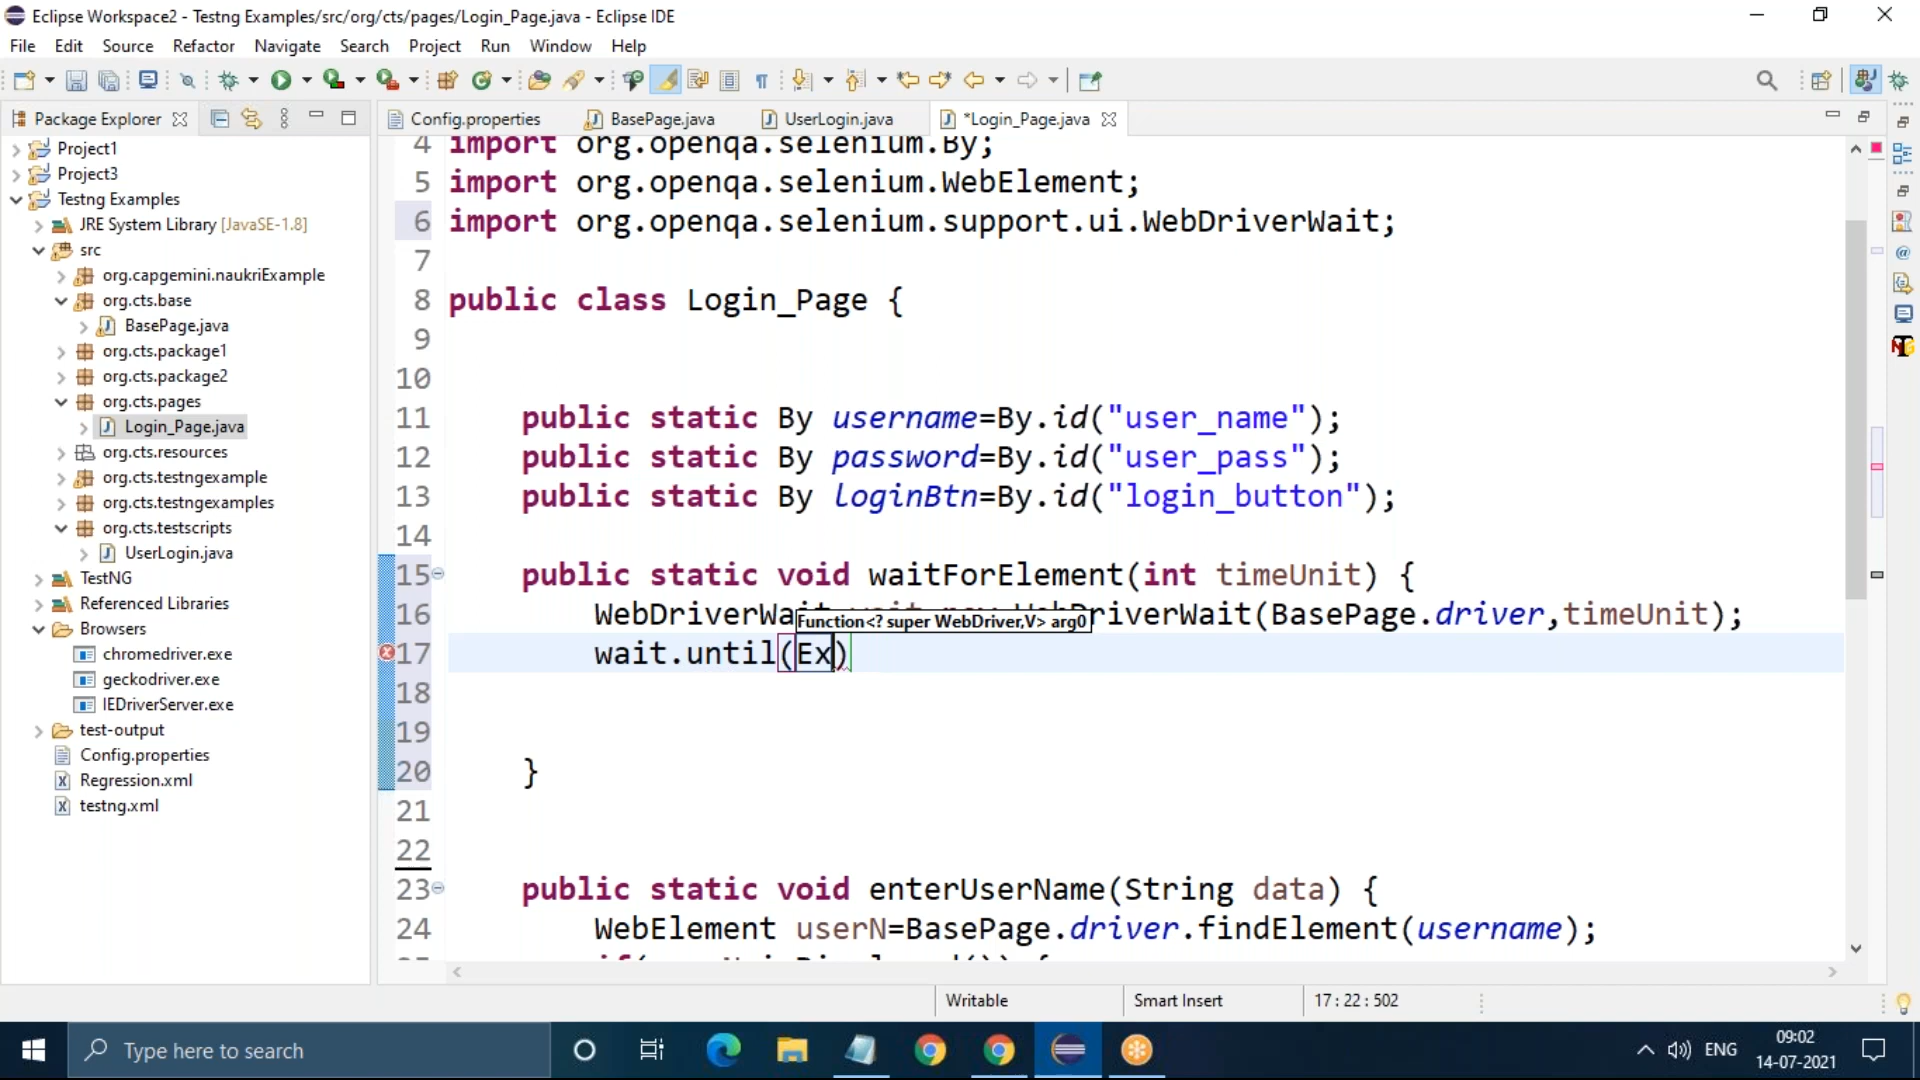 Eclipse Workspace2 - Testng Examples/src/org/cts/pages/Login_Page.java - Eclipse IDE
File Edit Source Refactor Navigate Search Project Run Window Help
Package Explorer
Config.properties BasePage.java UserLogin.java *Login_Page.java
Project1
Project3
Testng Examples
JRE System Library [JavaSE-1.8]
src
org.capgemini.naukriExample
org.cts.base
BasePage.java
org.cts.package1
org.cts.package2
org.cts.pages
Login_Page.java
org.cts.resources
org.cts.testngexample
org.cts.testngexamples
org.cts.testscripts
UserLogin.java
TestNG
Referenced Libraries
Browsers
chromedriver.exe
geckodriver.exe
IEDriverServer.exe
test-output
Config.properties
Regression.xml
testng.xml
4 import org.openqa.selenium.By;
5 import org.openqa.selenium.WebElement;
6 import org.openqa.selenium.support.ui.WebDriverWait;
7
8 public class Login_Page {
9
10
11 public static By username=By.id("user_name");
12 public static By password=By.id("user_pass");
13 public static By loginBtn=By.id("login_button");
14
15 public static void waitForElement(int timeUnit) {
16 WebDriverWait WebDriverWait(BasePage.driver,timeUnit);
Function<? super WebDriver,V> arg0
17 wait.until(Ex)
18
19
20 }
21
22
23 public static void enterUserName(String data) {
24 WebElement userN=BasePage.driver.findElement(username);
Writable Smart Insert 17 : 22 : 502
Type here to search
ENG
09:02
14-07-2021